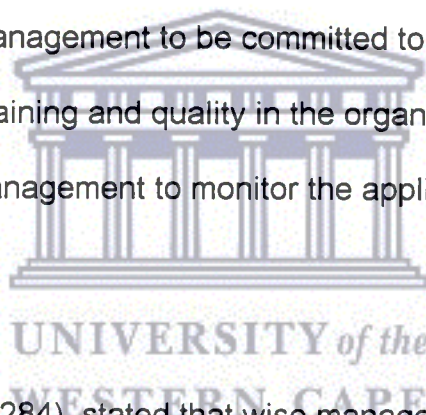 anagement to be committed to
aining and quality in the organ
anagement to monitor the appli
UNIVERSITY of the
284), stated that wise manage
WESTERN CAPE